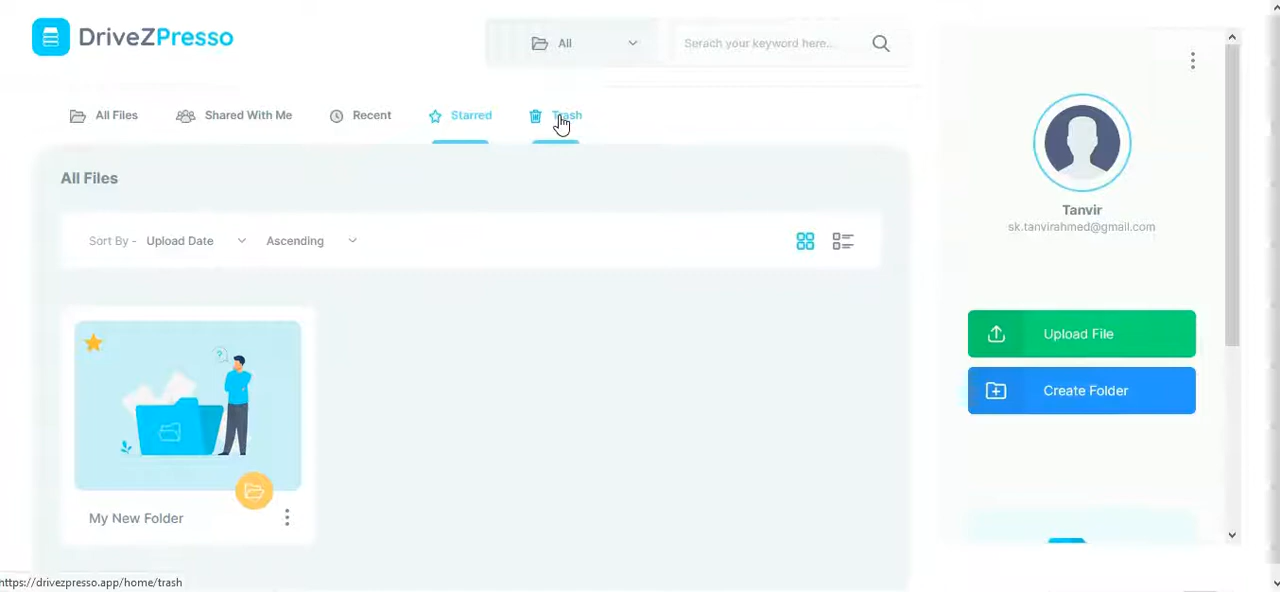 DriveZPresso
All
Serach your keyword here..
All Files
Shared With Me
Recent
Starred
Trash
All Files
Sort By - Upload Date
Ascending
?
My New Folder
Tanvir
sk.tanvirahmed@gmail.com
Upload File
Create Folder
https://drivezpresso.app/home/trash